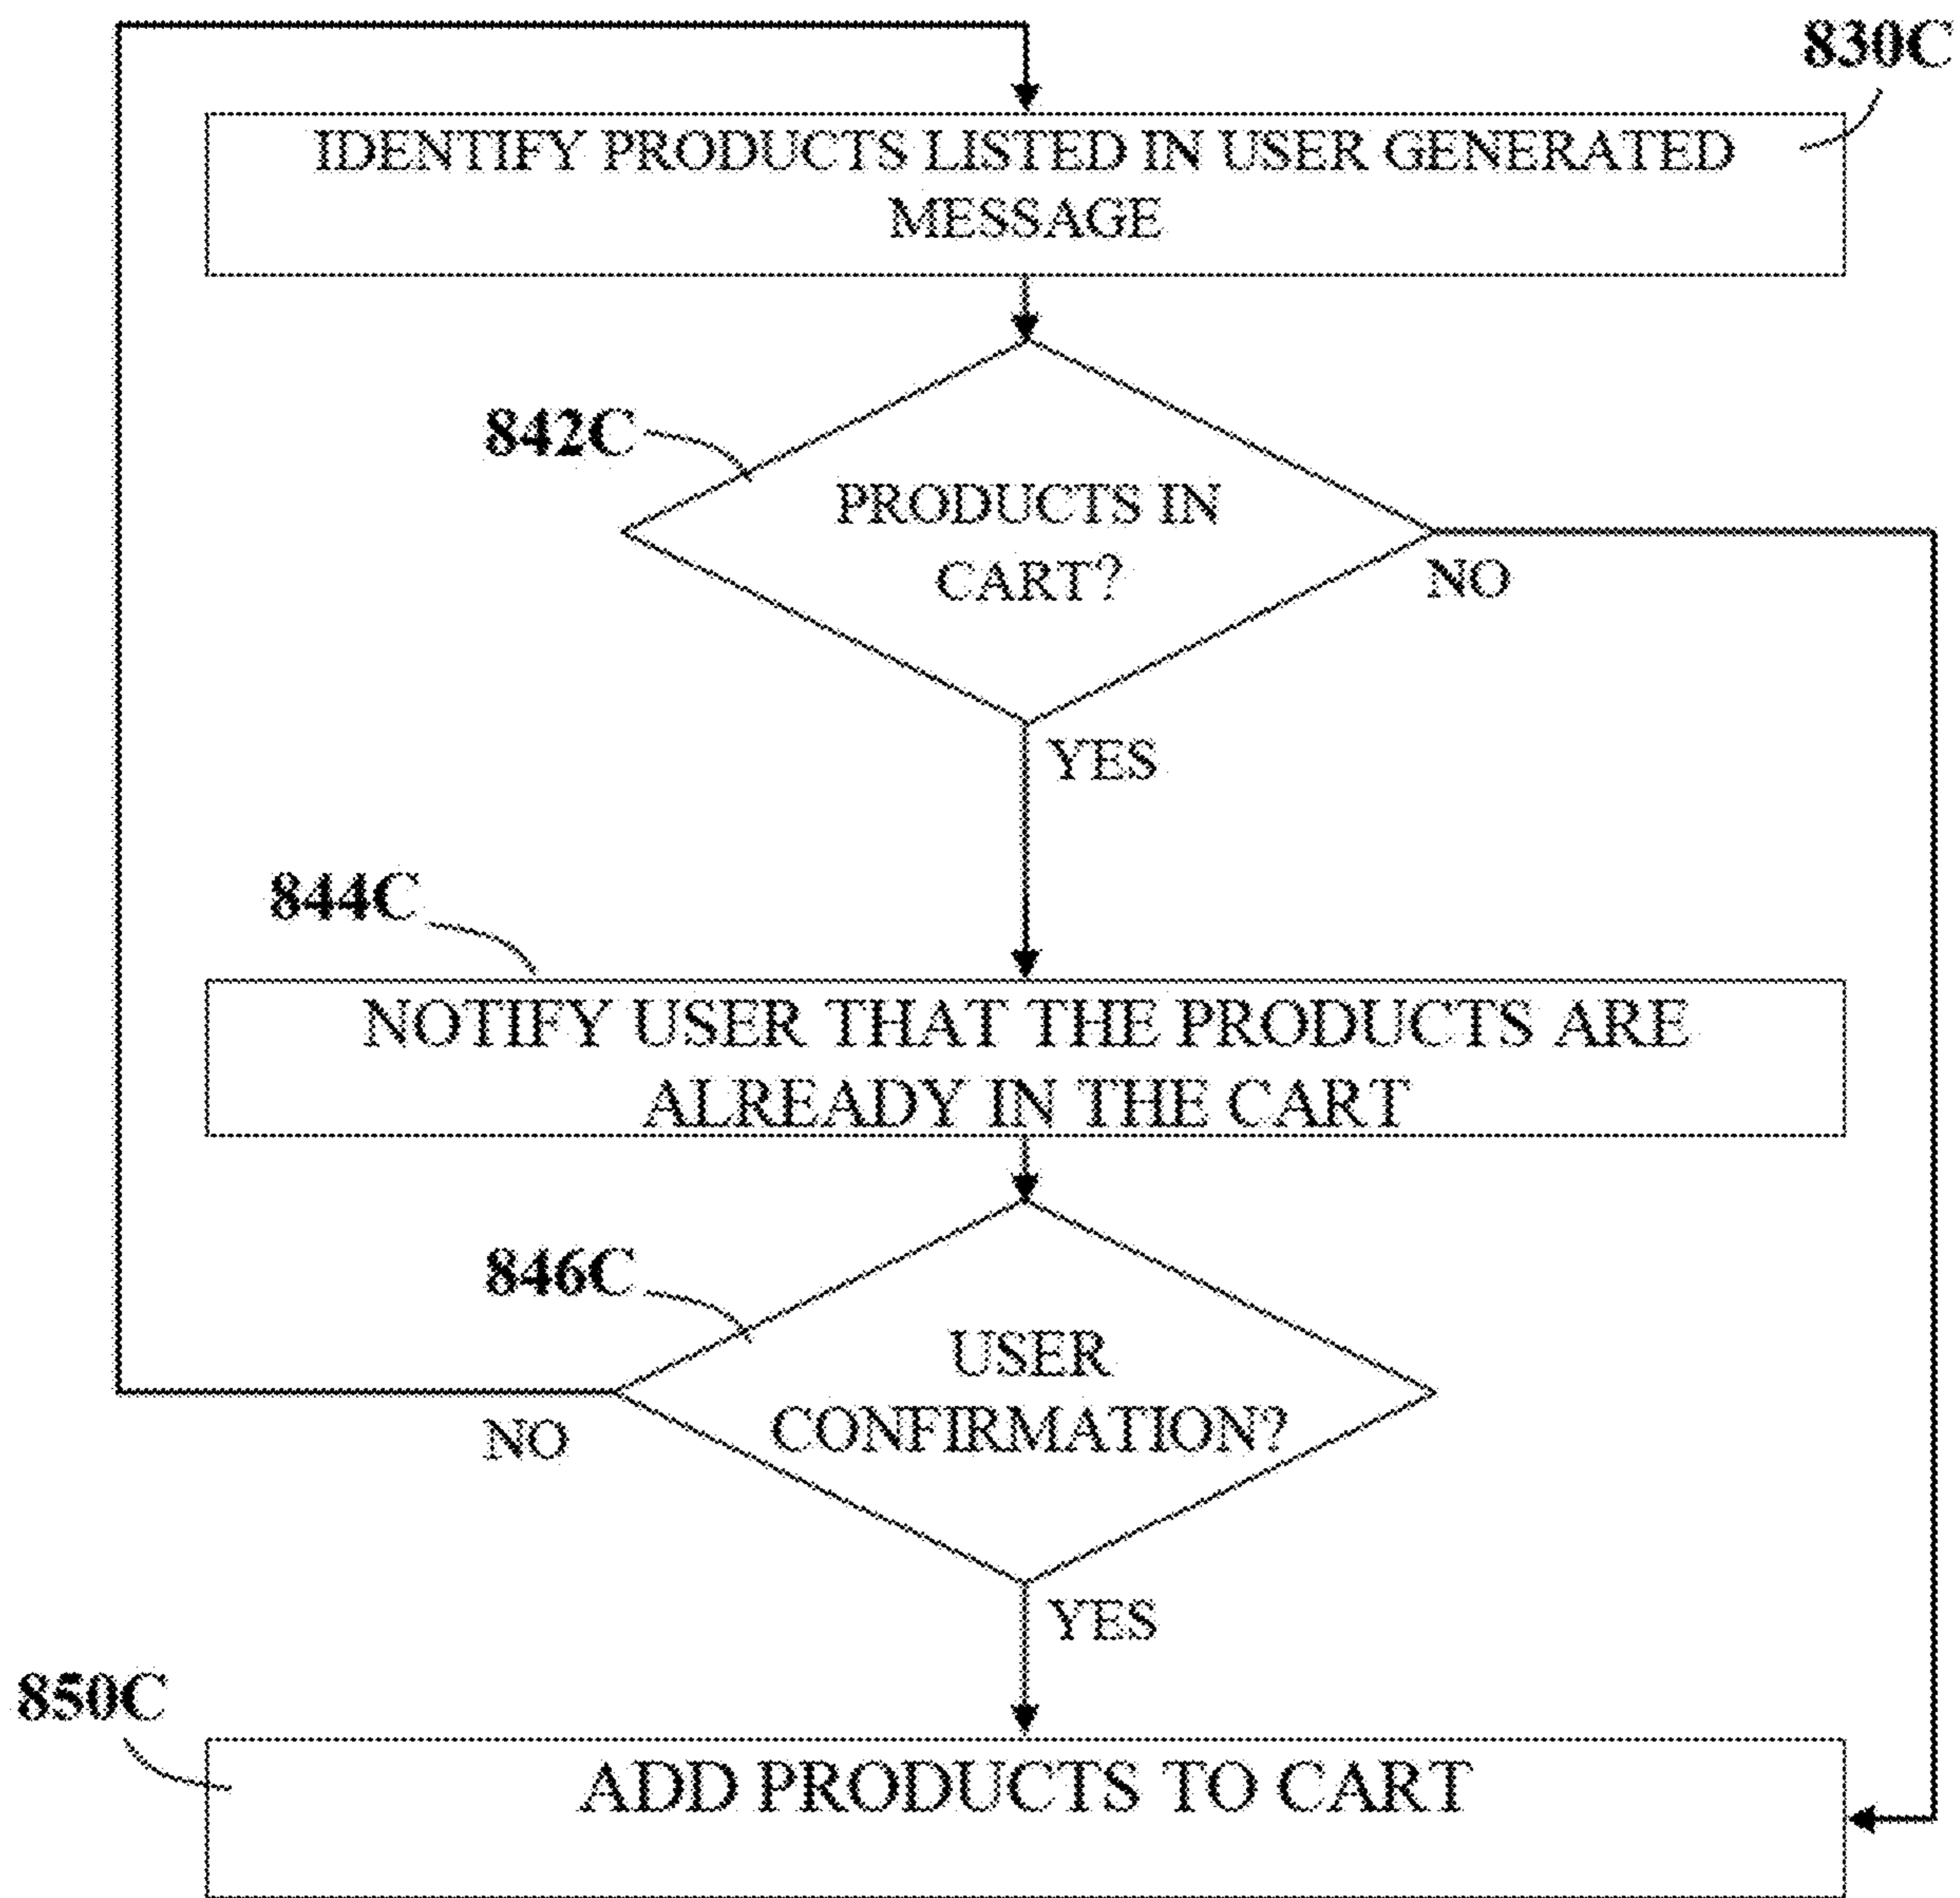 830C
IDENTIFY PRODUCTS LISTED IN USER GENERATED
MESSAGE
842C
PRODUCTS IN
CART?
NO
YES
844C
NOTIFY USER THAT THE PRODUCTS ARE
ALREADY IN THE CART
846C
USER
CONFIRMATION?
NO
YES
850C
ADD PRODUCTS TO CART